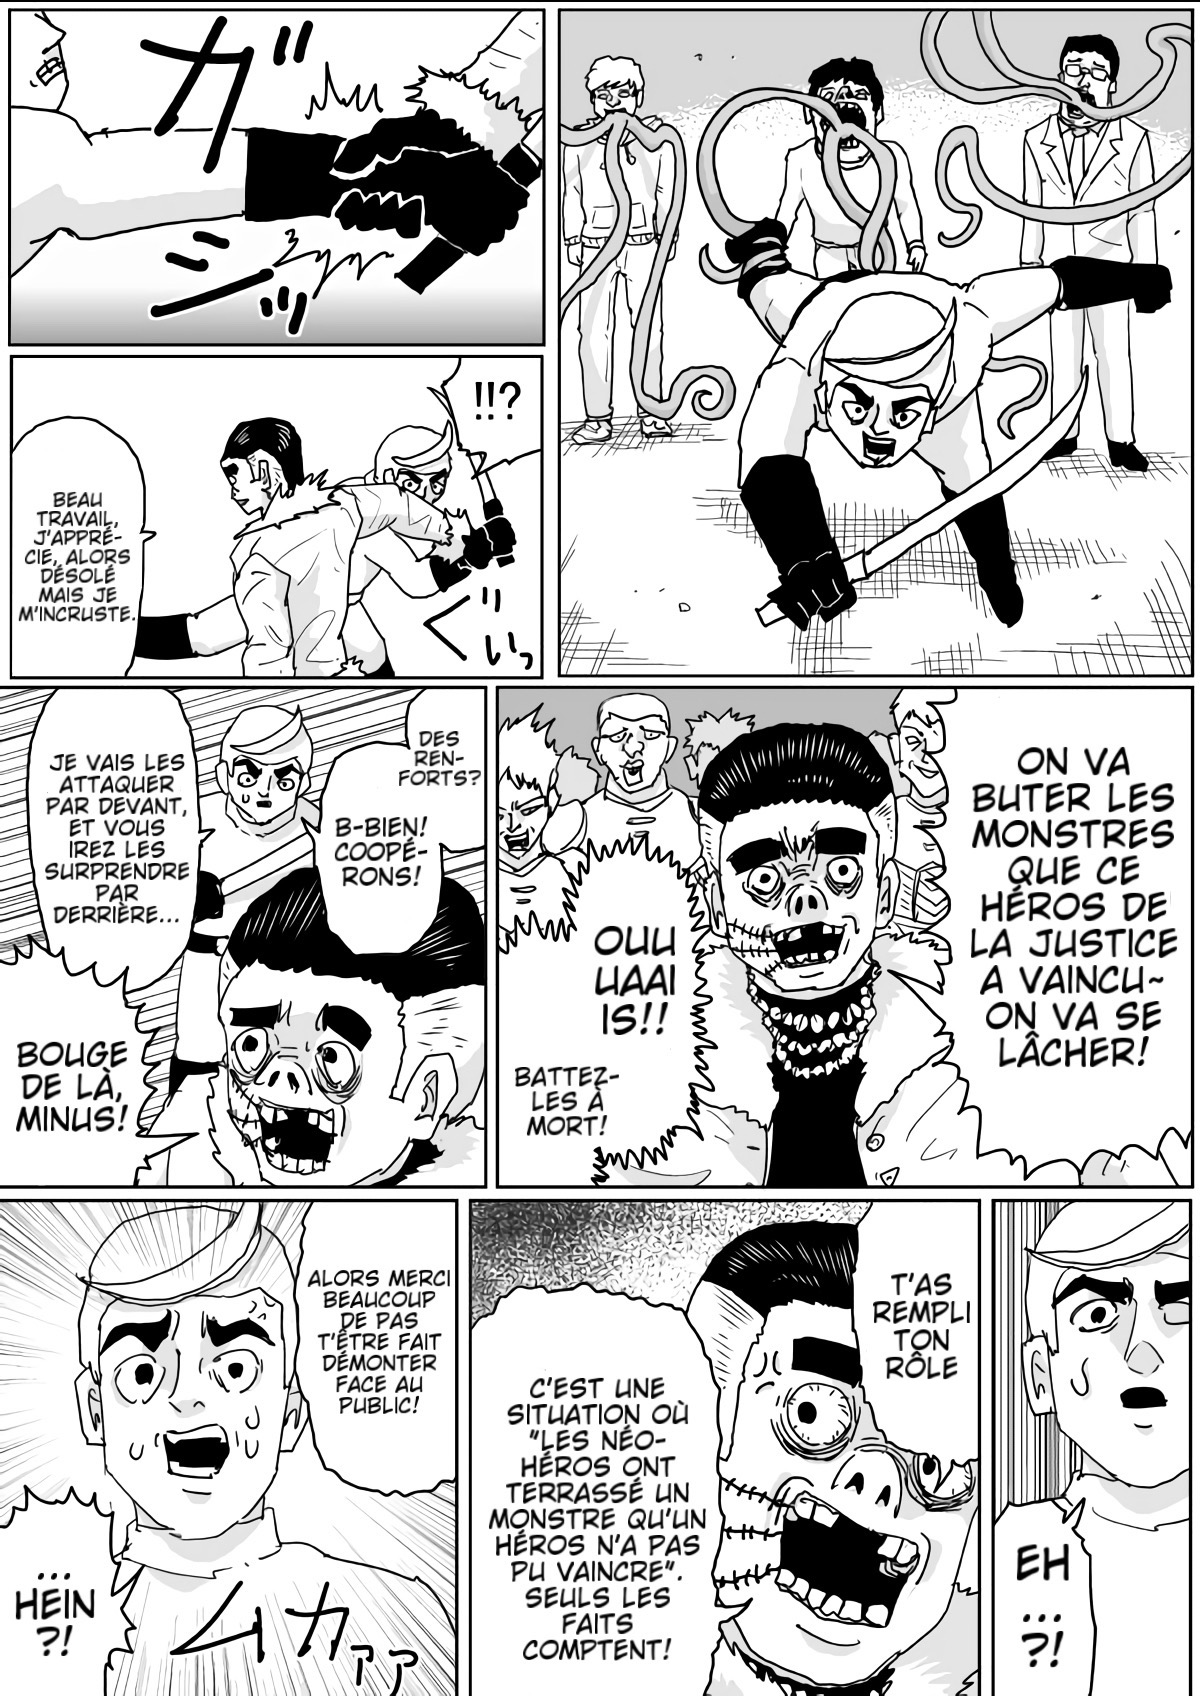 ガシッ
!!?
BEAU
TRAVAIL,
J'APPRÉ-
CIE, ALORS
DÉSOLÉ
MAIS JE
M'INCRUSTE.
ぐいっ
ON VA
BUTER LES
MONSTRES
QUE CE
HÉROS DE
LA JUSTICE
A VAINCU~
ON VA SE
LÂCHER!
OUU
UAAI
IS!!
BATTEZ-
LES À
MORT!
DES
REN-
FORTS?
B-BIEN!
COOPÉ-
RONS!
JE VAIS LES
ATTAQUER
PAR DEVANT,
ET VOUS
IREZ LES
SURPRENDRE
PAR
DERRIÈRE...
BOUGE
DE LÀ,
MINUS!
EH
...
?!
T'AS
REMPLI
TON
RÔLE
C'EST UNE
SITUATION OÙ
"LES NÉO-
HÉROS ONT
TERRASSÉ UN
MONSTRE QU'UN
HÉROS N'A PAS
PU VAINCRE".
SEULS LES
FAITS
COMPTENT!
ALORS MERCI
BEAUCOUP
DE PAS
T'ÊTRE FAIT
DÉMONTER
FACE AU
PUBLIC!
...
HEIN
?!
ムカァァ